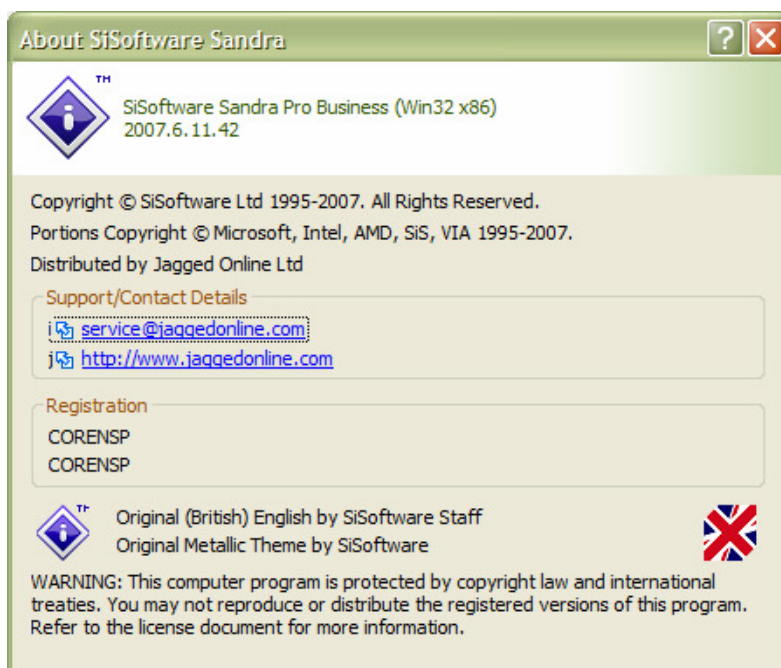 About SiSoftware Sandra
TM
SiSoftware Sandra Pro Business (Win32 x86)
2007.6.11.42
Copyright © SiSoftware Ltd 1995-2007. All Rights Reserved.
Portions Copyright © Microsoft, Intel, AMD, SiS, VIA 1995-2007.
Distributed by Jagged Online Ltd
Support/Contact Details
i service@jaggedonline.com
j http://www.jaggedonline.com
Registration
CORENSP
CORENSP
TM
Original (British) English by SiSoftware Staff
Original Metallic Theme by SiSoftware
WARNING: This computer program is protected by copyright law and international
treaties. You may not reproduce or distribute the registered versions of this program.
Refer to the license document for more information.